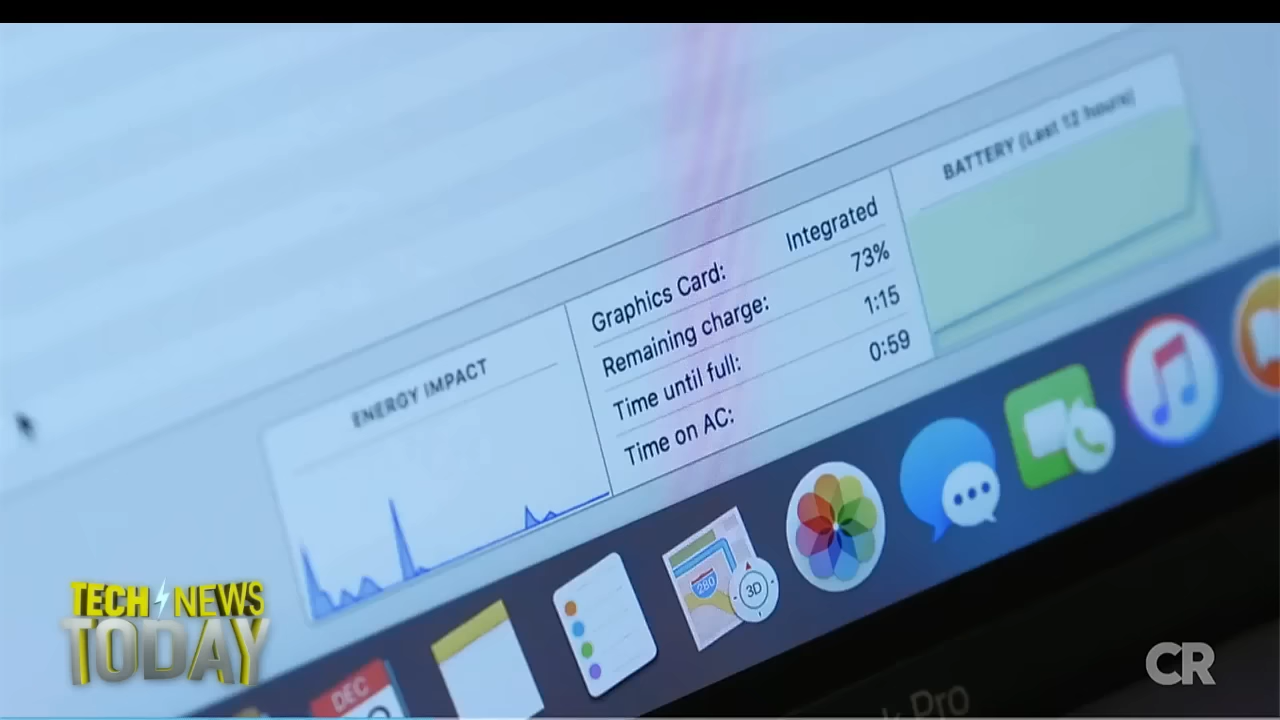 BATTERY (Last 12 hours)
Graphics Card: Integrated
Remaining charge: 73%
Time until full: 1:15
Time on AC: 0:59
ENERGY IMPACT
280
3D
DEC
TECH NEWS
TODAY
CR
k Pro